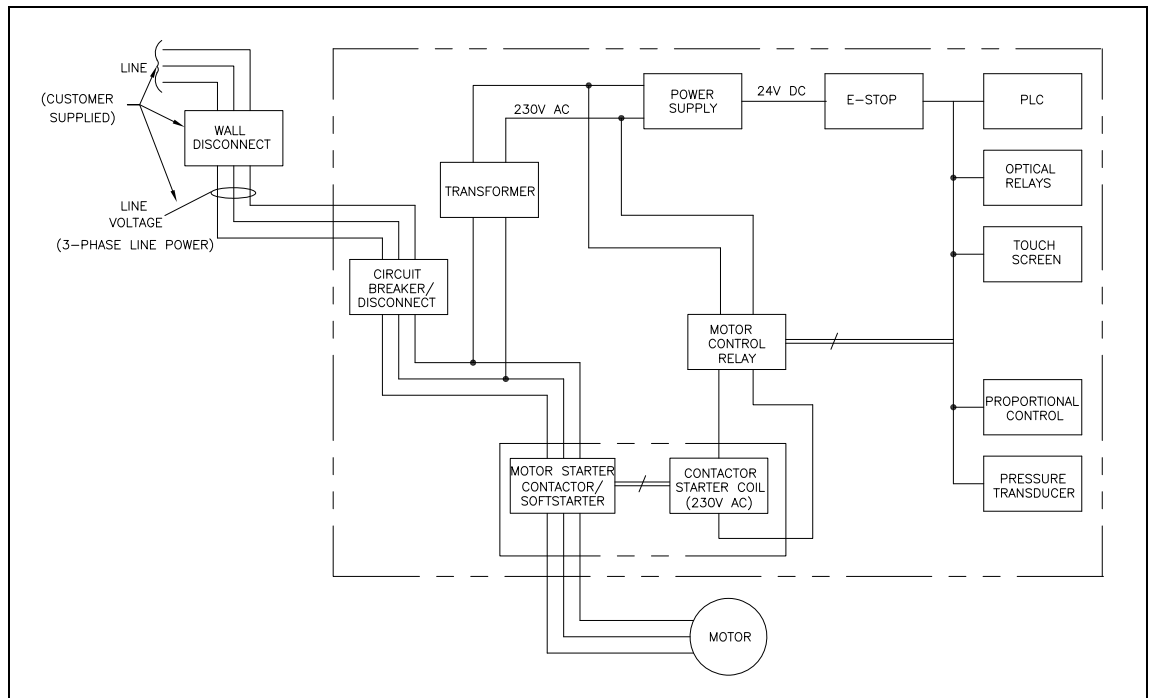 LINE
(CUSTOMER
SUPPLIED)
WALL
DISCONNECT
LINE
VOLTAGE
(3-PHASE LINE POWER)
CIRCUIT
BREAKER/
DISCONNECT
230V AC
TRANSFORMER
POWER
SUPPLY
24V DC
E-STOP
PLC
OPTICAL
RELAYS
TOUCH
SCREEN
MOTOR
CONTROL
RELAY
PROPORTIONAL
CONTROL
PRESSURE
TRANSDUCER
MOTOR STARTER
CONTACTOR/
SOFTSTARTER
CONTACTOR
STARTER COIL
(230V AC)
MOTOR